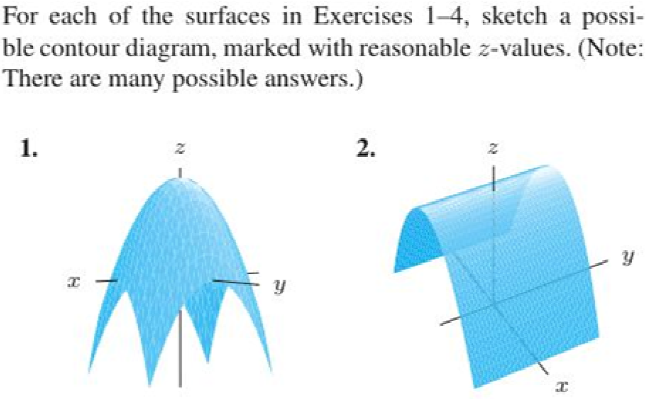 For each of the surfaces in Exercises 1–4, sketch a possi-
ble contour diagram, marked with reasonable z-values. (Note:
There are many possible answers.)
1.
z
x
y
2.
z
y
x